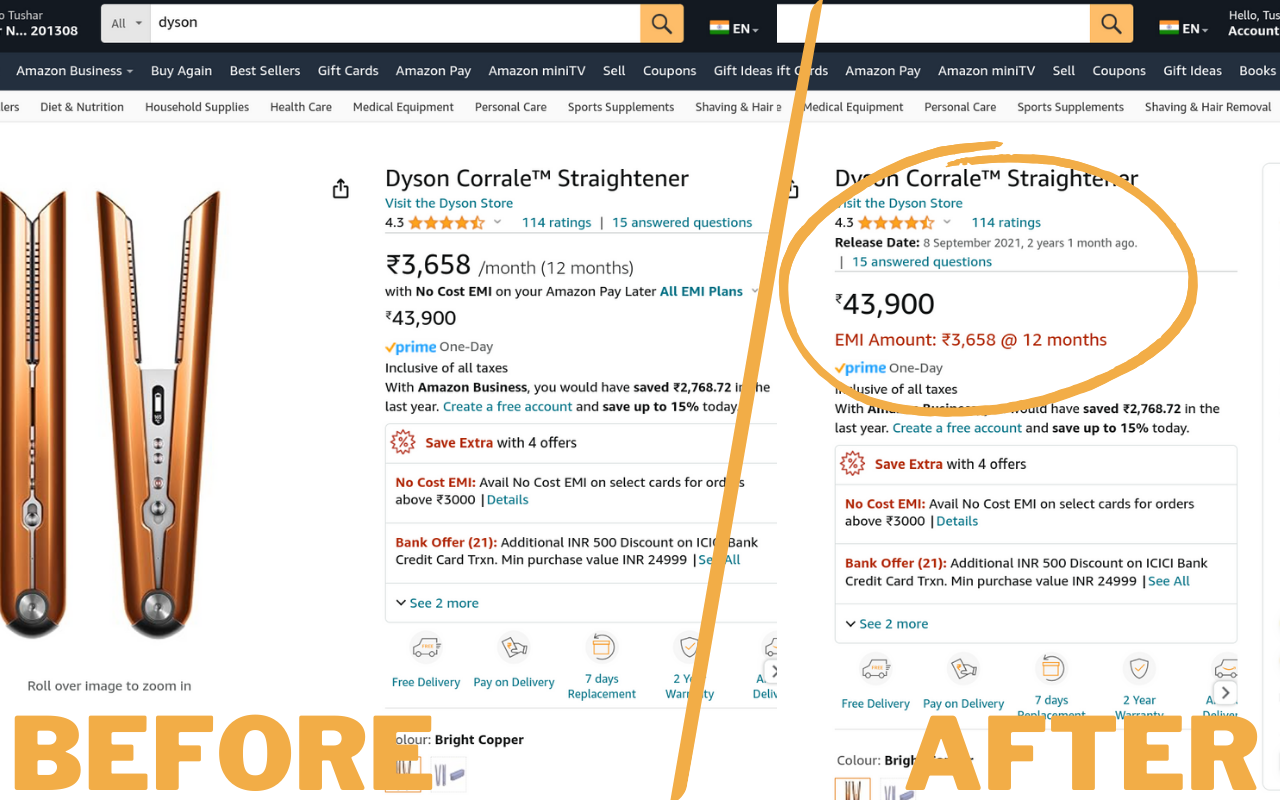 o Tushar
r N... 201308
All
dyson
EN
EN
Hello, Tus
Account
Amazon Business
Buy Again
Best Sellers
Gift Cards
Amazon Pay
Amazon miniTV
Sell
Coupons
Gift Ideas
ift Cards
Amazon Pay
Amazon miniTV
Sell
Coupons
Gift Ideas
Books
lers
Diet & Nutrition
Household Supplies
Health Care
Medical Equipment
Personal Care
Sports Supplements
Shaving & Hair
Medical Equipment
Personal Care
Sports Supplements
Shaving & Hair Removal
Roll over image to zoom in
Dyson Corrale™ Straightener
Visit the Dyson Store
4.3
114 ratings | 15 answered questions
₹3,658 /month (12 months)
with No Cost EMI on your Amazon Pay Later All EMI Plans
₹43,900
prime One-Day
Inclusive of all taxes
With Amazon Business, you would have saved ₹2,768.72 in the
last year. Create a free account and save up to 15% today
Save Extra with 4 offers
No Cost EMI: Avail No Cost EMI on select cards for orders
above ₹3000 | Details
Bank Offer (21): Additional INR 500 Discount on ICICI Bank
Credit Card Trxn. Min purchase value INR 24999 | See All
See 2 more
FREE
Free Delivery
Pay on Delivery
7 days
Replacement
2 Year
Warranty
A
Deliv
olour: Bright Copper
BEFORE
Dyson Corrale™ Straightener
Visit the Dyson Store
4.3
114 ratings
Release Date: 8 September 2021, 2 years 1 month ago.
| 15 answered questions
₹43,900
EMI Amount: ₹3,658 @ 12 months
prime One-Day
Inclusive of all taxes
With Amazon Business, you would have saved ₹2,768.72 in the
last year. Create a free account and save up to 15% today.
Save Extra with 4 offers
No Cost EMI: Avail No Cost EMI on select cards for orders
above ₹3000 | Details
Bank Offer (21): Additional INR 500 Discount on ICICI Bank
Credit Card Trxn. Min purchase value INR 24999 | See All
See 2 more
FREE
Free Delivery
Pay on Delivery
7 days
Replacement
2 Year
Warranty
Deliver
Colour: Brigh
AFTER